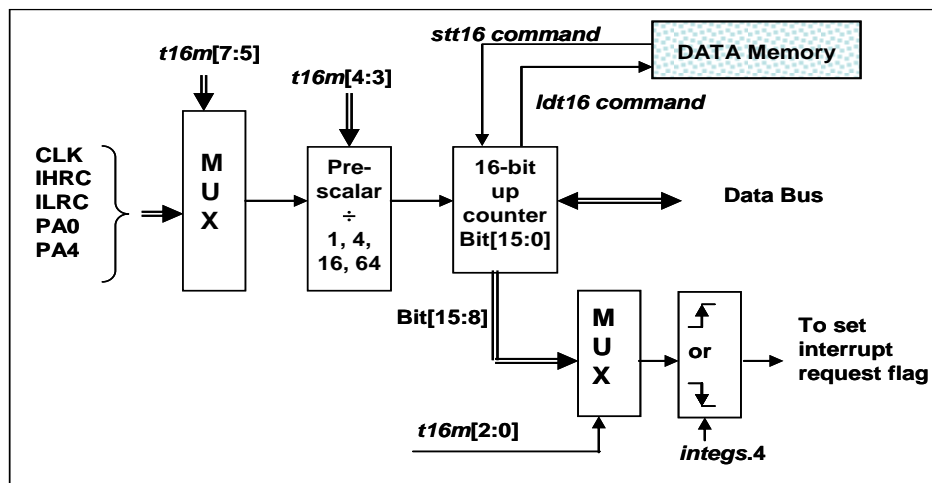 stt16 command
DATA Memory
t16m[7:5]
t16m[4:3]
ldt16 command
CLK
IHRC
ILRC
PA0
PA4
M
U
X
Pre-
scalar
÷
1, 4,
16, 64
16-bit
up
counter
Bit[15:0]
Data Bus
Bit[15:8]
M
U
X
or
To set
interrupt
request flag
t16m[2:0]
integs.4